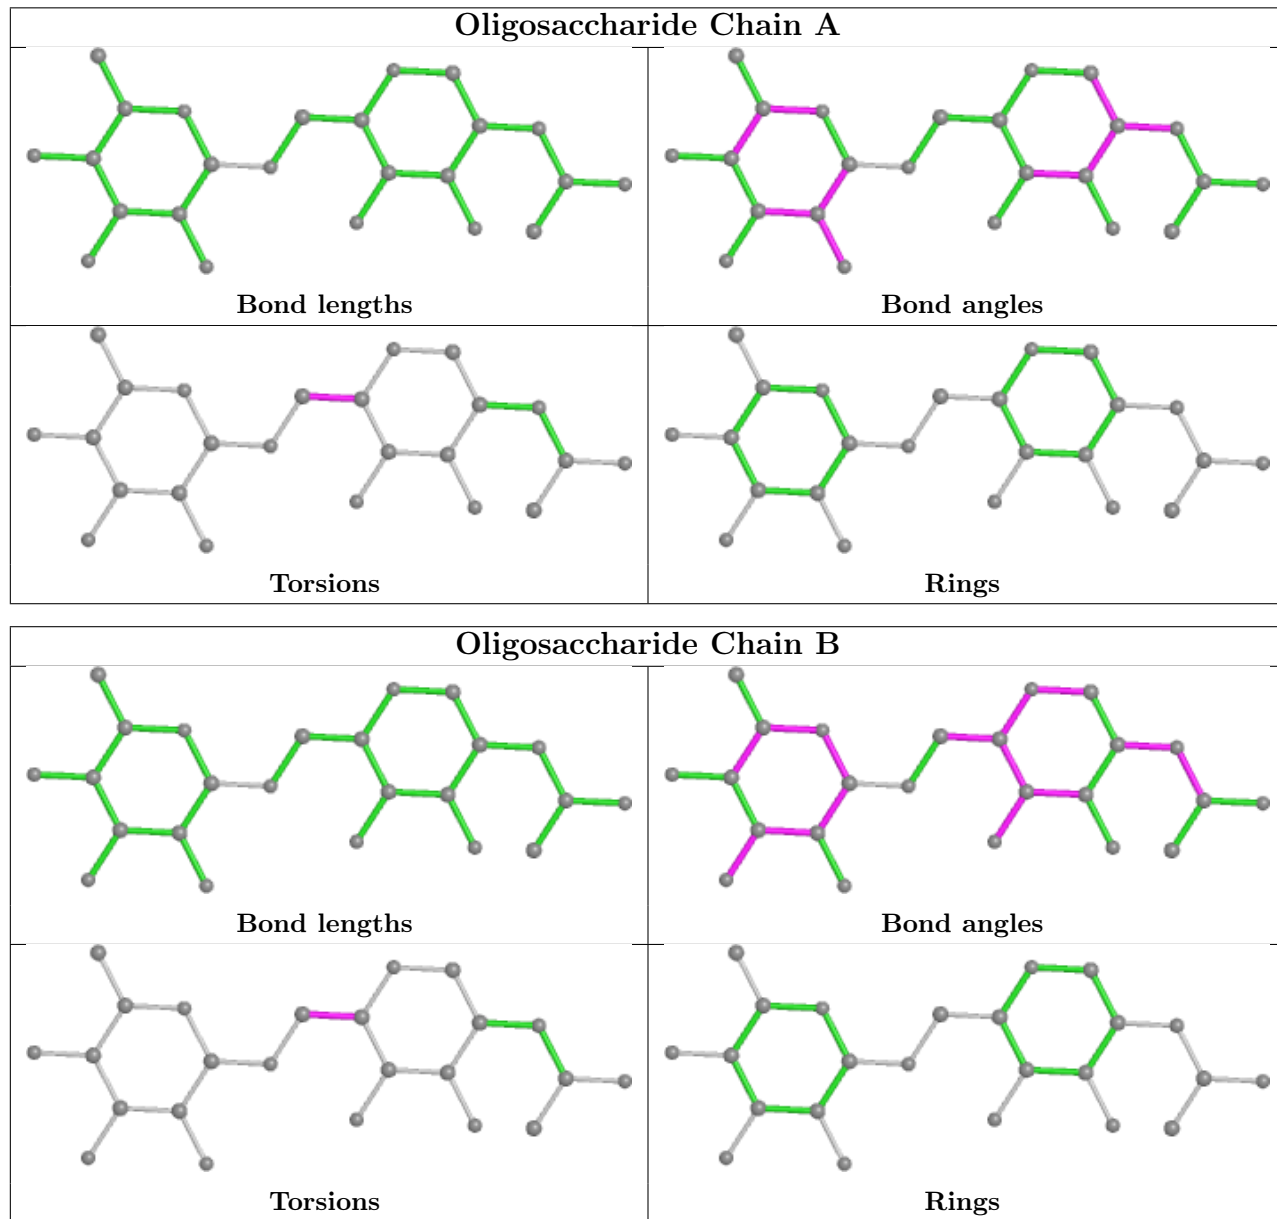 Oligosaccharide Chain A
Bond lengths
Bond angles
Torsions
Rings
Oligosaccharide Chain B
Bond lengths
Bond angles
Torsions
Rings